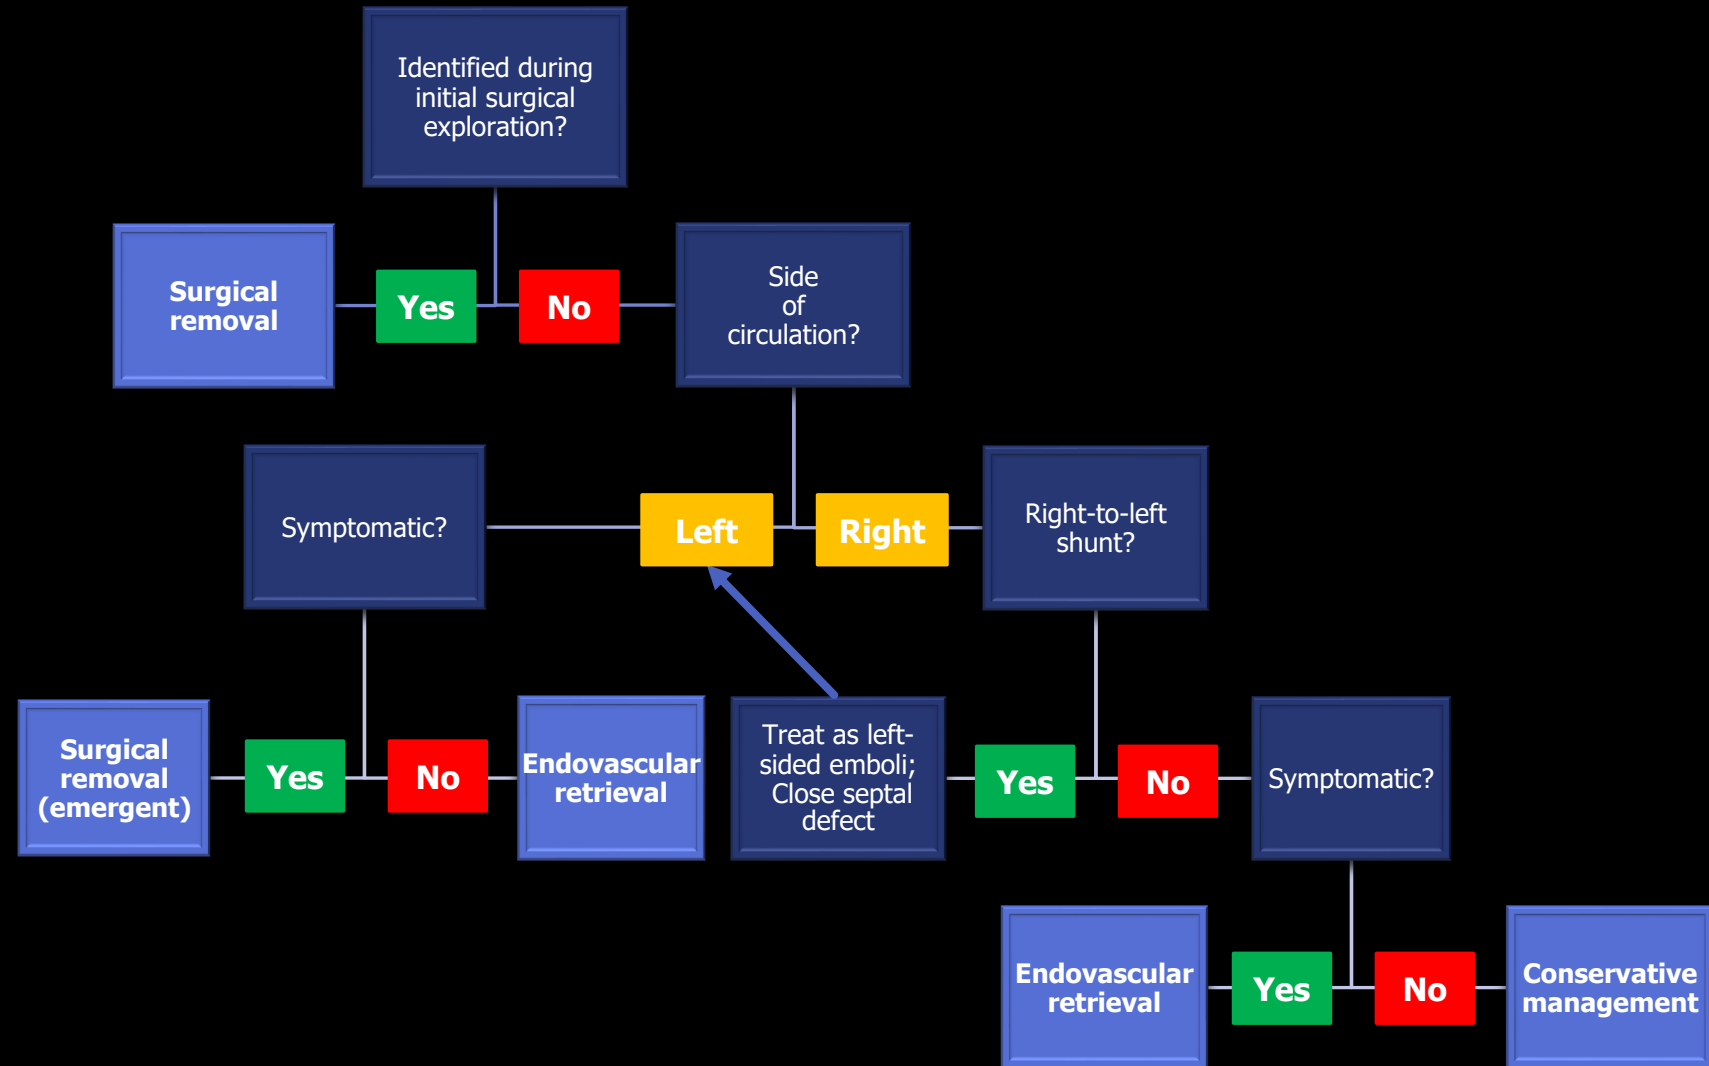 Identified during
initial surgical
exploration?
Surgical
removal
Yes
No
Side
of
circulation?
Symptomatic?
Left
Right
Right-to-left
shunt?
Surgical
removal
(emergent)
Yes
No
Endovascular
retrieval
Treat as left-
sided emboli;
Close septal
defect
Yes
No
Symptomatic?
Endovascular
retrieval
Yes
No
Conservative
management